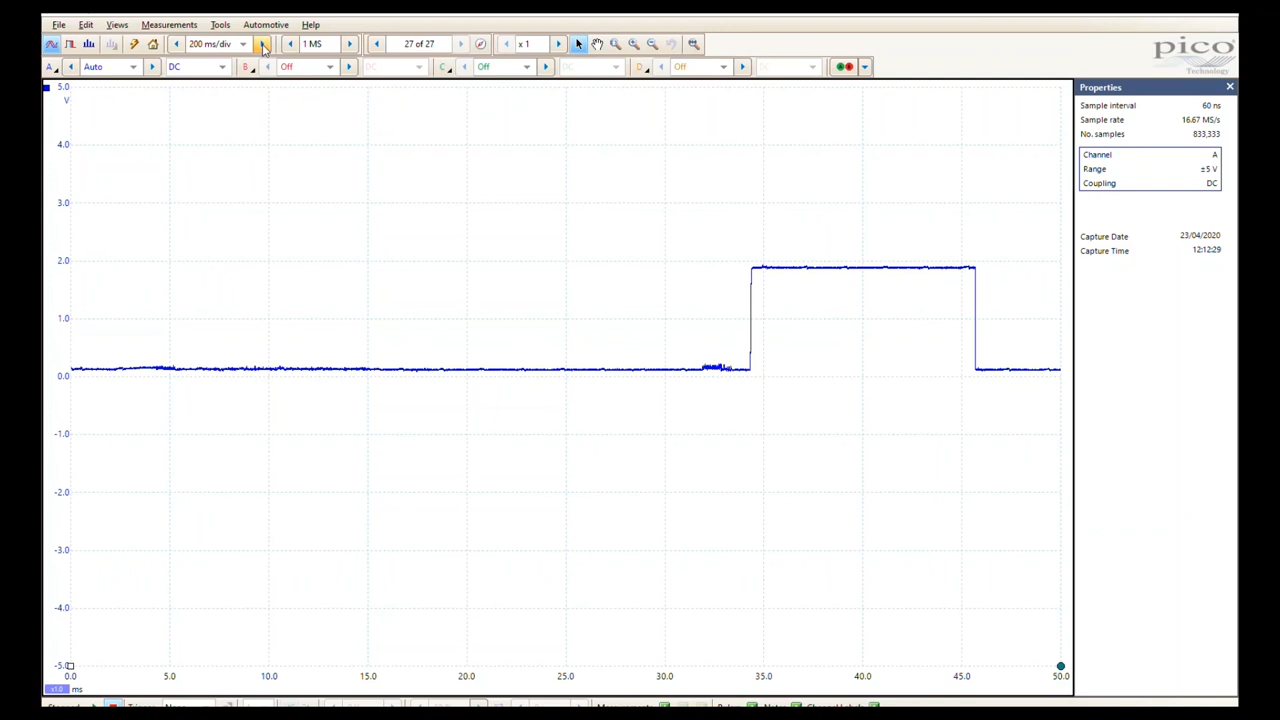 File Edit Views Measurements Tools Automotive Help
200 ms/div 1 MS 27 of 27 x 1
pico
Technology
A Auto DC B Off C Off D Off
5.0
V
4.0
3.0
2.0
1.0
0.0
-1.0
-2.0
-3.0
-4.0
-5.0
0.0 5.0 10.0 15.0 20.0 25.0 30.0 35.0 40.0 45.0 50.0
x1.0 ms
Properties
Sample interval 60 ns
Sample rate 16.67 MS/s
No. samples 833,333
Channel A
Range ±5 V
Coupling DC
Capture Date 23/04/2020
Capture Time 12:12:29